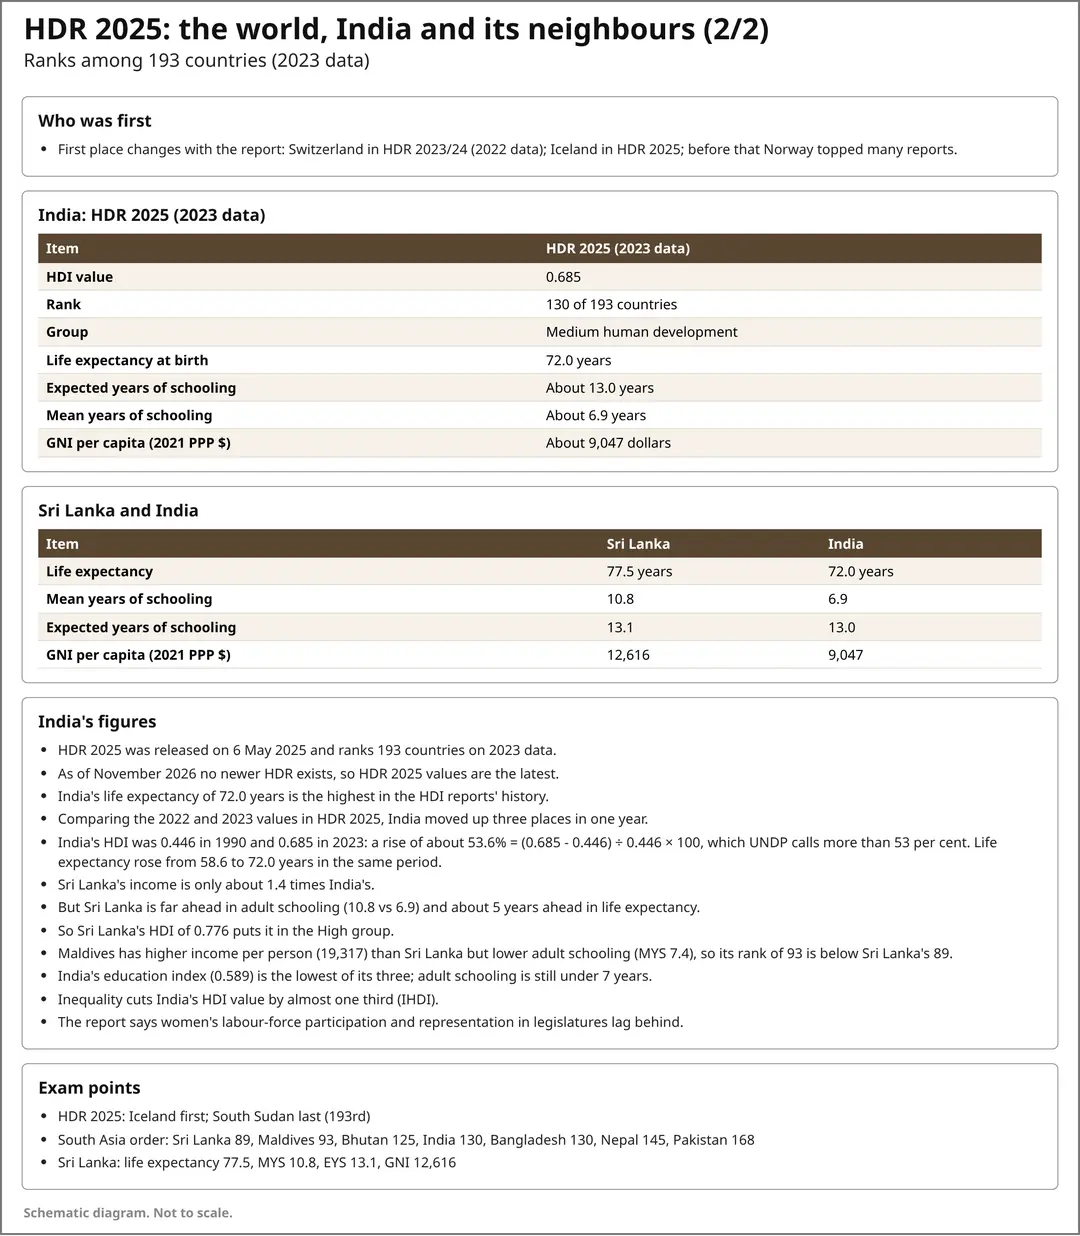 HDR 2025: the world, India and its neighbours (2/2)
Ranks among 193 countries (2023 data)
Who was first
• First place changes with the report: Switzerland in HDR 2023/24 (2022 data); Iceland in HDR 2025; before that Norway topped many reports.
India: HDR 2025 (2023 data)
Item HDR 2025 (2023 data)
HDI value 0.685
Rank 130 of 193 countries
Group Medium human development
Life expectancy at birth 72.0 years
Expected years of schooling About 13.0 years
Mean years of schooling About 6.9 years
GNI per capita (2021 PPP $) About 9,047 dollars
Sri Lanka and India
Item Sri Lanka India
Life expectancy 77.5 years 72.0 years
Mean years of schooling 10.8 6.9
Expected years of schooling 13.1 13.0
GNI per capita (2021 PPP $) 12,616 9,047
India's figures
• HDR 2025 was released on 6 May 2025 and ranks 193 countries on 2023 data.
• As of November 2026 no newer HDR exists, so HDR 2025 values are the latest.
• India's life expectancy of 72.0 years is the highest in the HDI reports' history.
• Comparing the 2022 and 2023 values in HDR 2025, India moved up three places in one year.
• India's HDI was 0.446 in 1990 and 0.685 in 2023: a rise of about 53.6% = (0.685 - 0.446) ÷ 0.446 × 100, which UNDP calls more than 53 per cent. Life
expectancy rose from 58.6 to 72.0 years in the same period.
• Sri Lanka's income is only about 1.4 times India's.
• But Sri Lanka is far ahead in adult schooling (10.8 vs 6.9) and about 5 years ahead in life expectancy.
• So Sri Lanka's HDI of 0.776 puts it in the High group.
• Maldives has higher income per person (19,317) than Sri Lanka but lower adult schooling (MYS 7.4), so its rank of 93 is below Sri Lanka's 89.
• India's education index (0.589) is the lowest of its three; adult schooling is still under 7 years.
• Inequality cuts India's HDI value by almost one third (IHDI).
• The report says women's labour-force participation and representation in legislatures lag behind.
Exam points
• HDR 2025: Iceland first; South Sudan last (193rd)
• South Asia order: Sri Lanka 89, Maldives 93, Bhutan 125, India 130, Bangladesh 130, Nepal 145, Pakistan 168
• Sri Lanka: life expectancy 77.5, MYS 10.8, EYS 13.1, GNI 12,616
Schematic diagram. Not to scale.